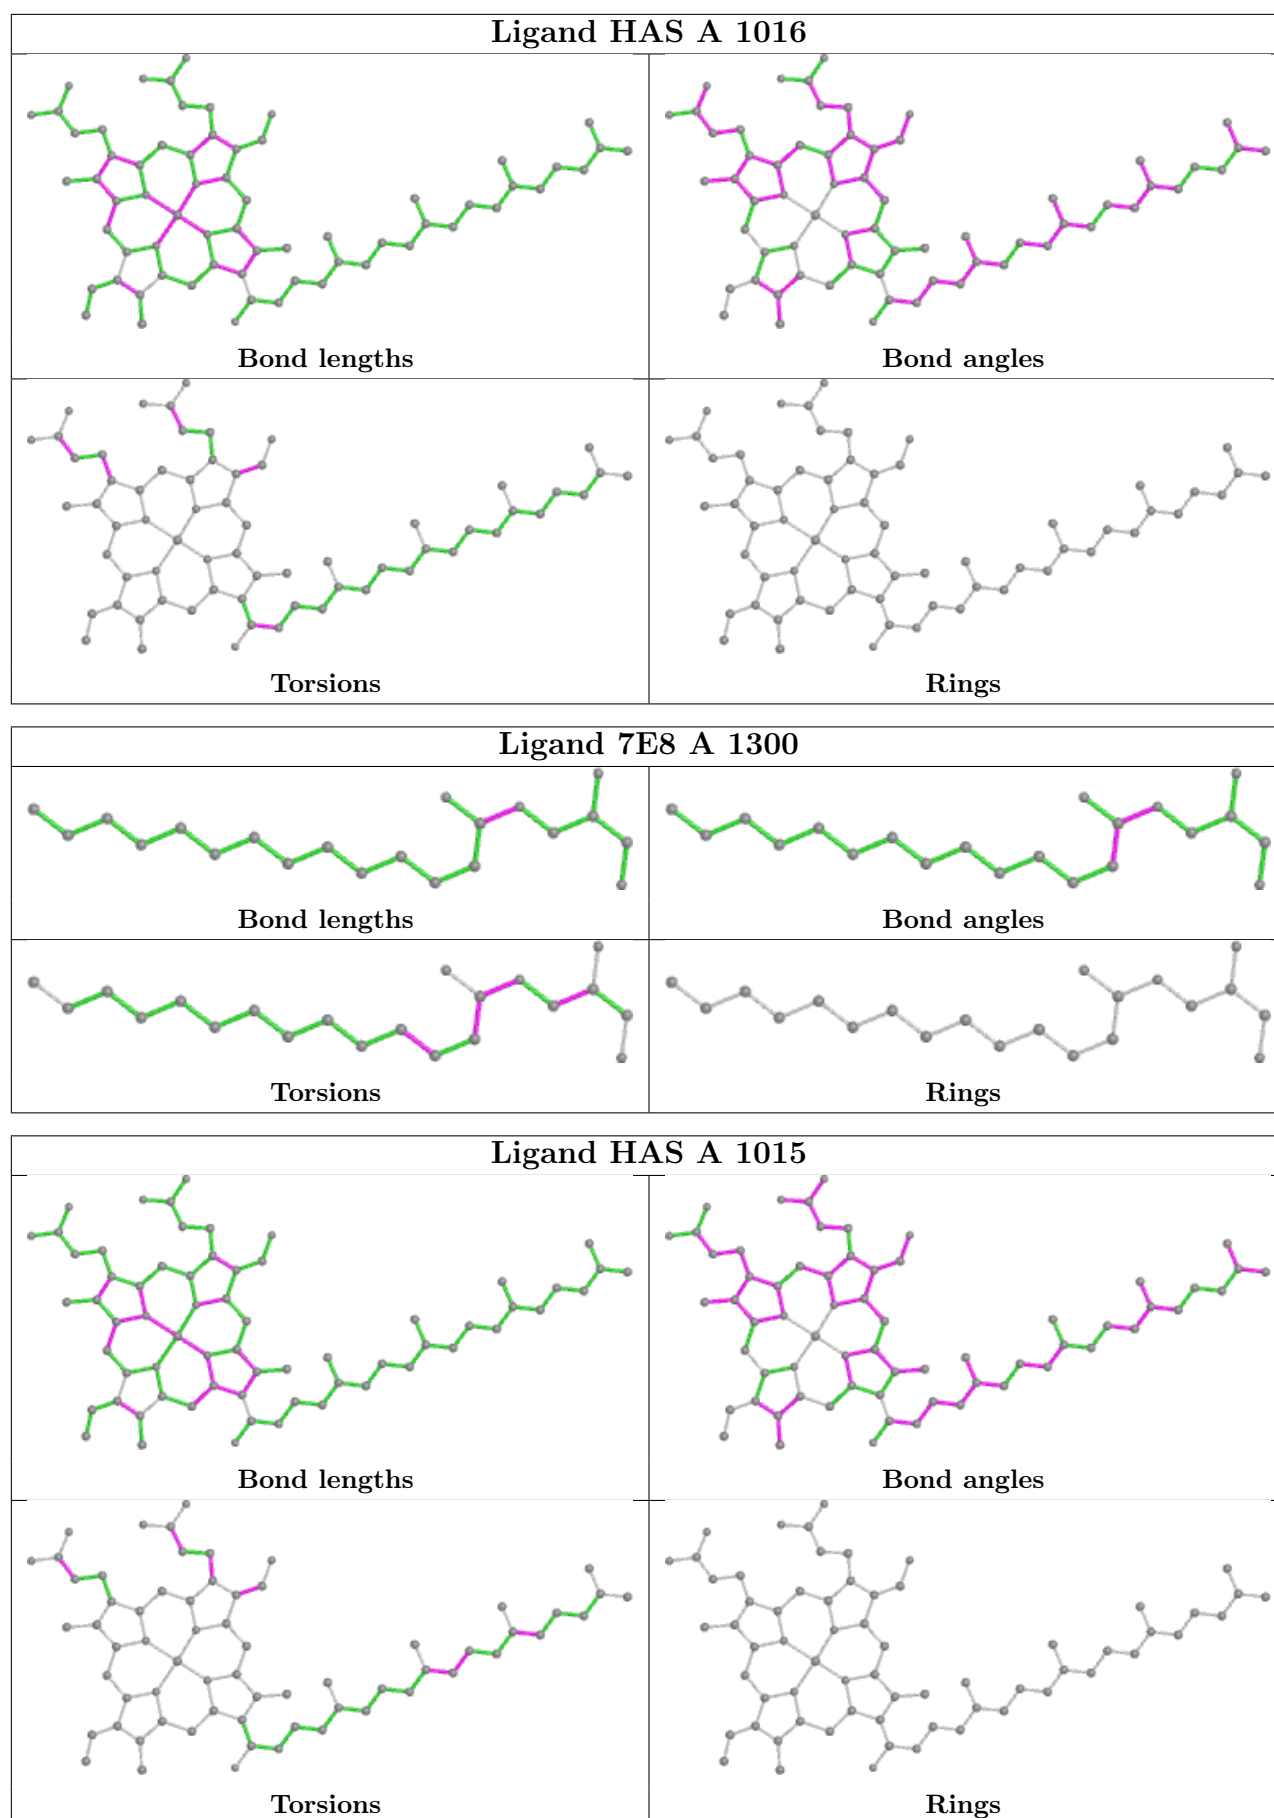 Ligand HAS A 1016
Bond lengths
Bond angles
Torsions
Rings
Ligand 7E8 A 1300
Bond lengths
Bond angles
Torsions
Rings
Ligand HAS A 1015
Bond lengths
Bond angles
Torsions
Rings